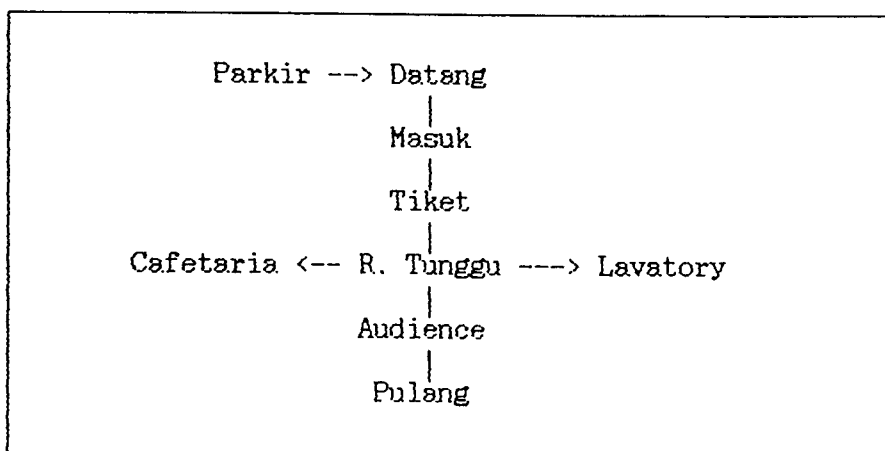 Parkir --> Datang
Masuk
Tiket
Cafetaria <-- R. Tunggu ---> Lavatory
Audience
Pulang